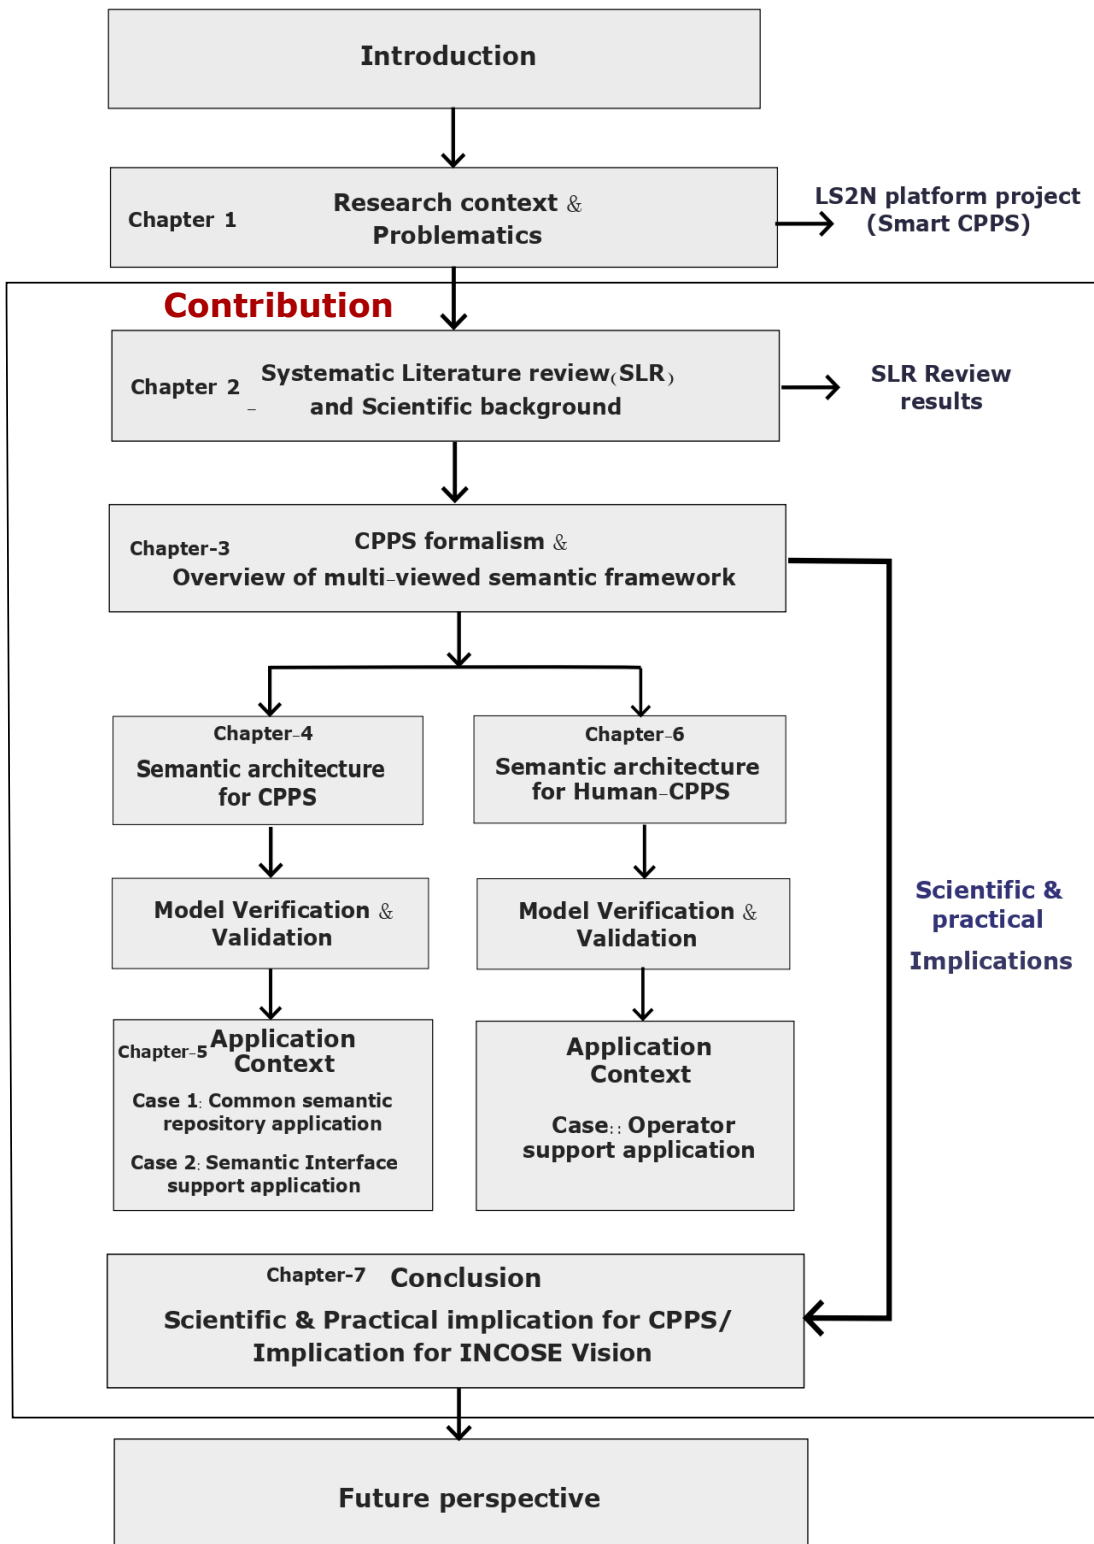 Introduction
Chapter 1
Research context &
Problematics
LS2N platform project
(Smart CPPS)
Contribution
Chapter 2
Systematic Literature review(SLR)
_ and Scientific background
SLR Review
results
Chapter-3
CPPS formalism &
Overview of multi-viewed semantic framework
Chapter-4
Semantic architecture
for CPPS
Chapter-6
Semantic architecture
for Human-CPPS
Model Verification &
Validation
Model Verification &
Validation
Scientific &
practical
Implications
Chapter-5
Application
Context
Case 1: Common semantic
repository application
Case 2: Semantic Interface
support application
Application
Context
Case:: Operator
support application
Chapter-7 Conclusion
Scientific & Practical implication for CPPS/
Implication for INCOSE Vision
Future perspective